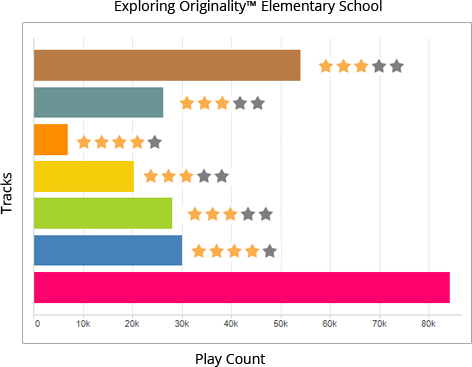 Exploring Originality™ Elementary School
Tracks
0 10k 20k 30k 40k 50k 60k 70k 80k
Play Count